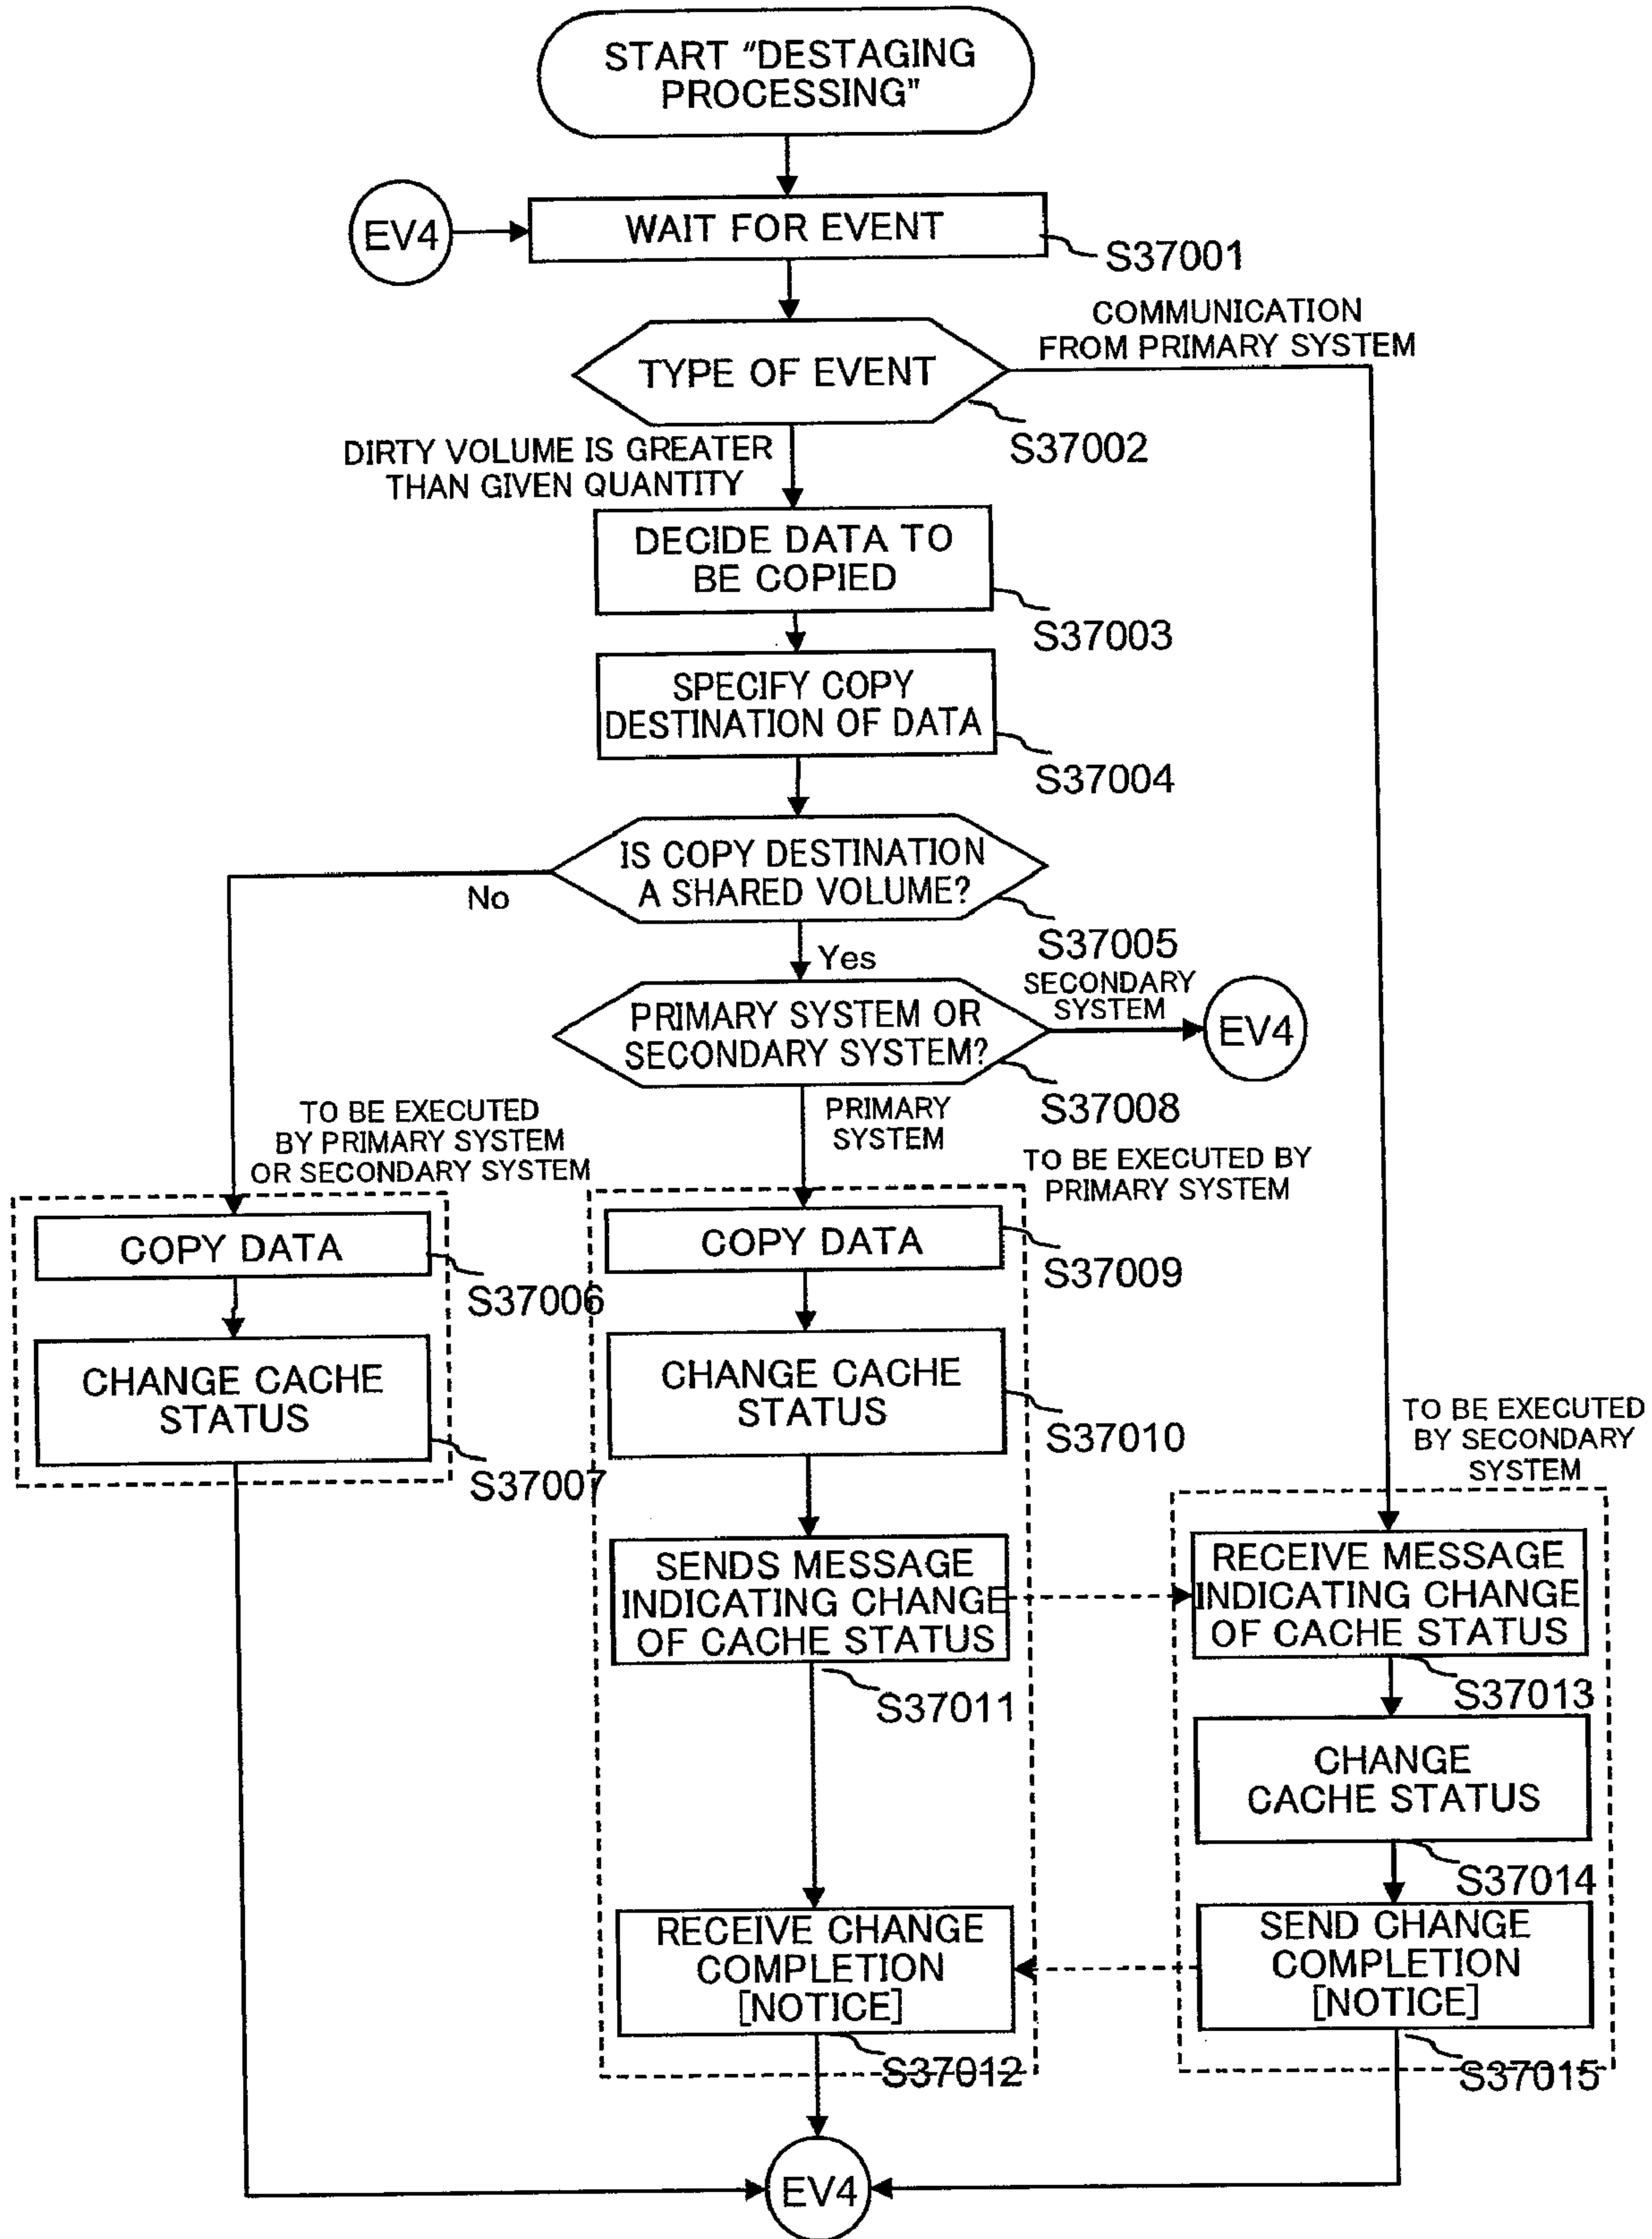 START “DESTAGING
PROCESSING”
EV4
WAIT FOR EVENT
S37001
COMMUNICATION
FROM PRIMARY SYSTEM
TYPE OF EVENT
S37002
DIRTY VOLUME IS GREATER
THAN GIVEN QUANTITY
DECIDE DATA TO
BE COPIED
S37003
SPECIFY COPY
DESTINATION OF DATA
S37004
IS COPY DESTINATION
A SHARED VOLUME?
No
S37005
Yes
SECONDARY
SYSTEM
PRIMARY SYSTEM OR
SECONDARY SYSTEM?
EV4
S37008
TO BE EXECUTED
BY PRIMARY SYSTEM
OR SECONDARY SYSTEM
PRIMARY
SYSTEM
TO BE EXECUTED BY
PRIMARY SYSTEM
COPY DATA
S37006
CHANGE CACHE
STATUS
S37007
COPY DATA
S37009
CHANGE CACHE
STATUS
S37010
SENDS MESSAGE
INDICATING CHANGE
OF CACHE STATUS
S37011
RECEIVE CHANGE
COMPLETION
[NOTICE]
S37012
TO BE EXECUTED
BY SECONDARY
SYSTEM
RECEIVE MESSAGE
INDICATING CHANGE
OF CACHE STATUS
S37013
CHANGE
CACHE STATUS
S37014
SEND CHANGE
COMPLETION
[NOTICE]
S37015
EV4